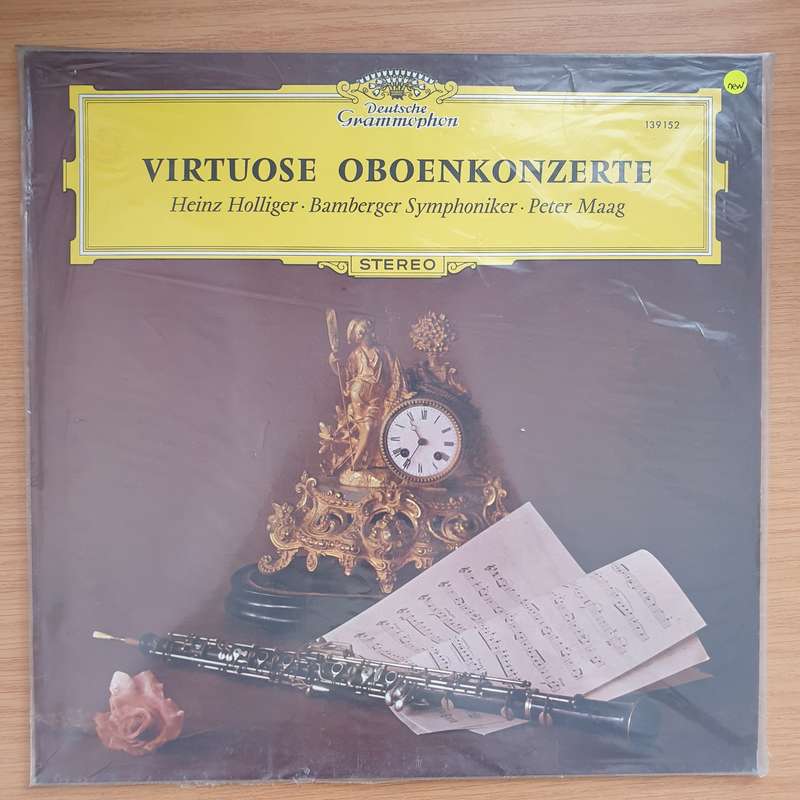 Deutsche
Grammophon
139152
new
VIRTUOSE OBOENKONZERTE
Heinz Holliger · Bamberger Symphoniker · Peter Maag
STEREO